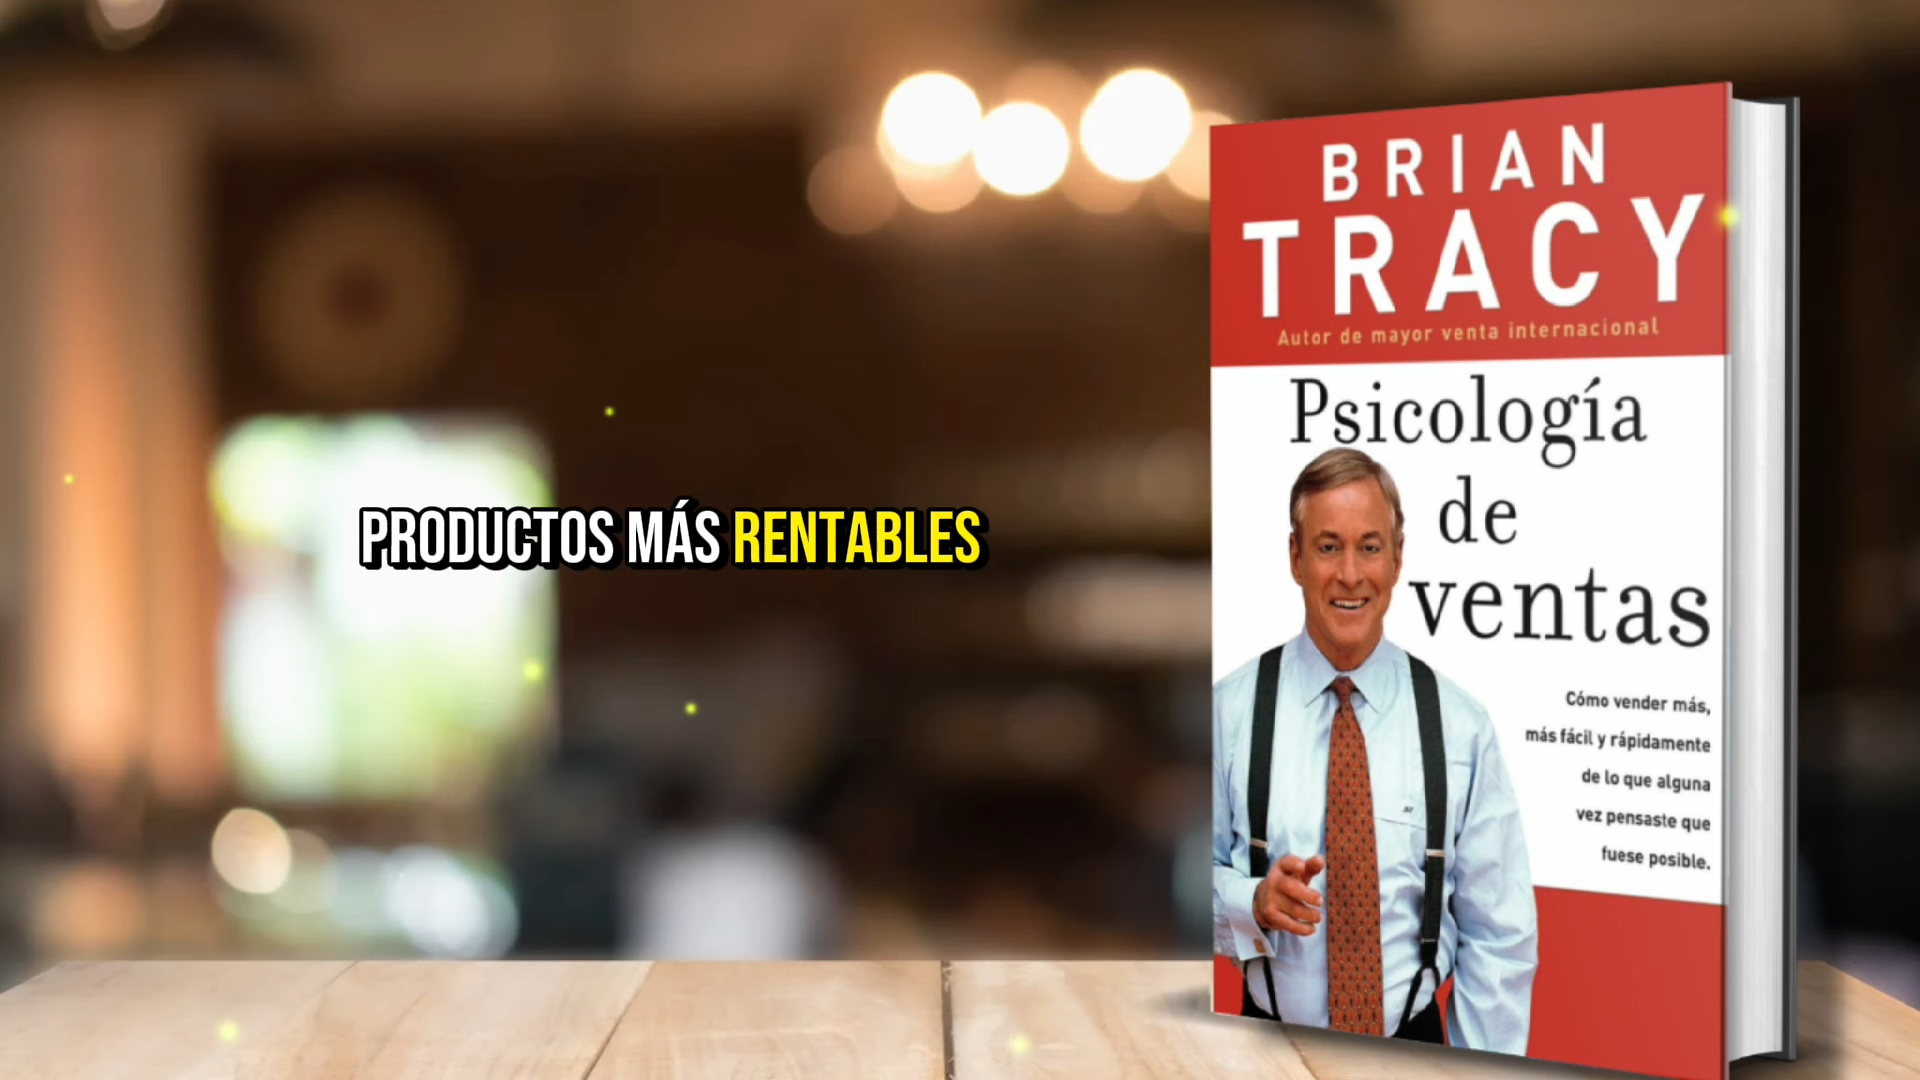 PRODUCTOS MÁS RENTABLES
BRIAN
TRACY
Autor de mayor venta internacional
Psicología
de
ventas
Cómo vender más,
más fácil y rápidamente
de lo que alguna
vez pensaste que
fuese posible.